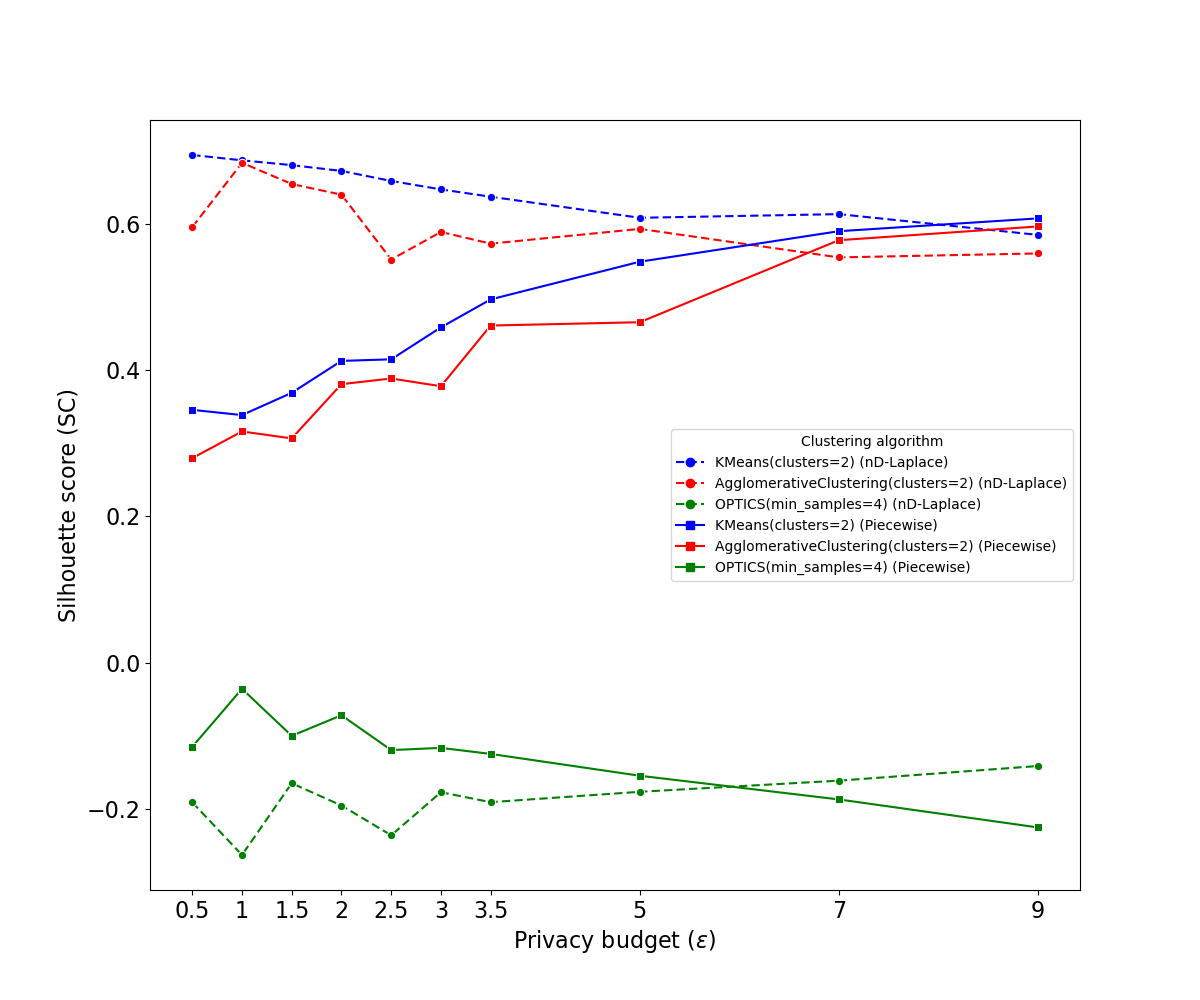 0.6
0.4
0.2
0.0
−0.2
Silhouette score (SC)
Clustering algorithm
KMeans(clusters=2) (nD-Laplace)
AgglomerativeClustering(clusters=2) (nD-Laplace)
OPTICS(min_samples=4) (nD-Laplace)
KMeans(clusters=2) (Piecewise)
AgglomerativeClustering(clusters=2) (Piecewise)
OPTICS(min_samples=4) (Piecewise)
0.5 1 1.5 2 2.5 3 3.5 5 7 9
Privacy budget (ε)